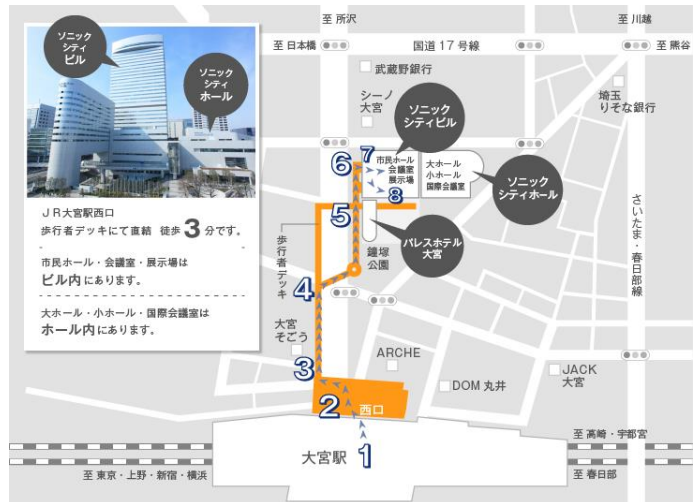 ソニック
シティ
ビル
ソニック
シティ
ホール
ＪＲ大宮駅西口
歩行者デッキにて直結 徒歩 3分です。
市民ホール・会議室・展示場は
ビル内にあります。
大ホール・小ホール・国際会議室は
ホール内にあります。
至 所沢
至 川越
至 日本橋
国道17号線
至 熊谷
武蔵野銀行
シーノ
大宮
埼玉
りそな銀行
ソニック
シティビル
6
7
市民ホール
会議室
展示場
8
大ホール
小ホール
国際会議室
ソニック
シティホール
5
パレスホテル
大宮
鐘塚
公園
歩行者デッキ
さいたま・春日部線
4
大宮
そごう
3
ARCHE
DOM 丸井
JACK
大宮
2
西口
1
大宮駅
至 高崎・宇都宮
至 東京・上野・新宿・横浜
至 春日部